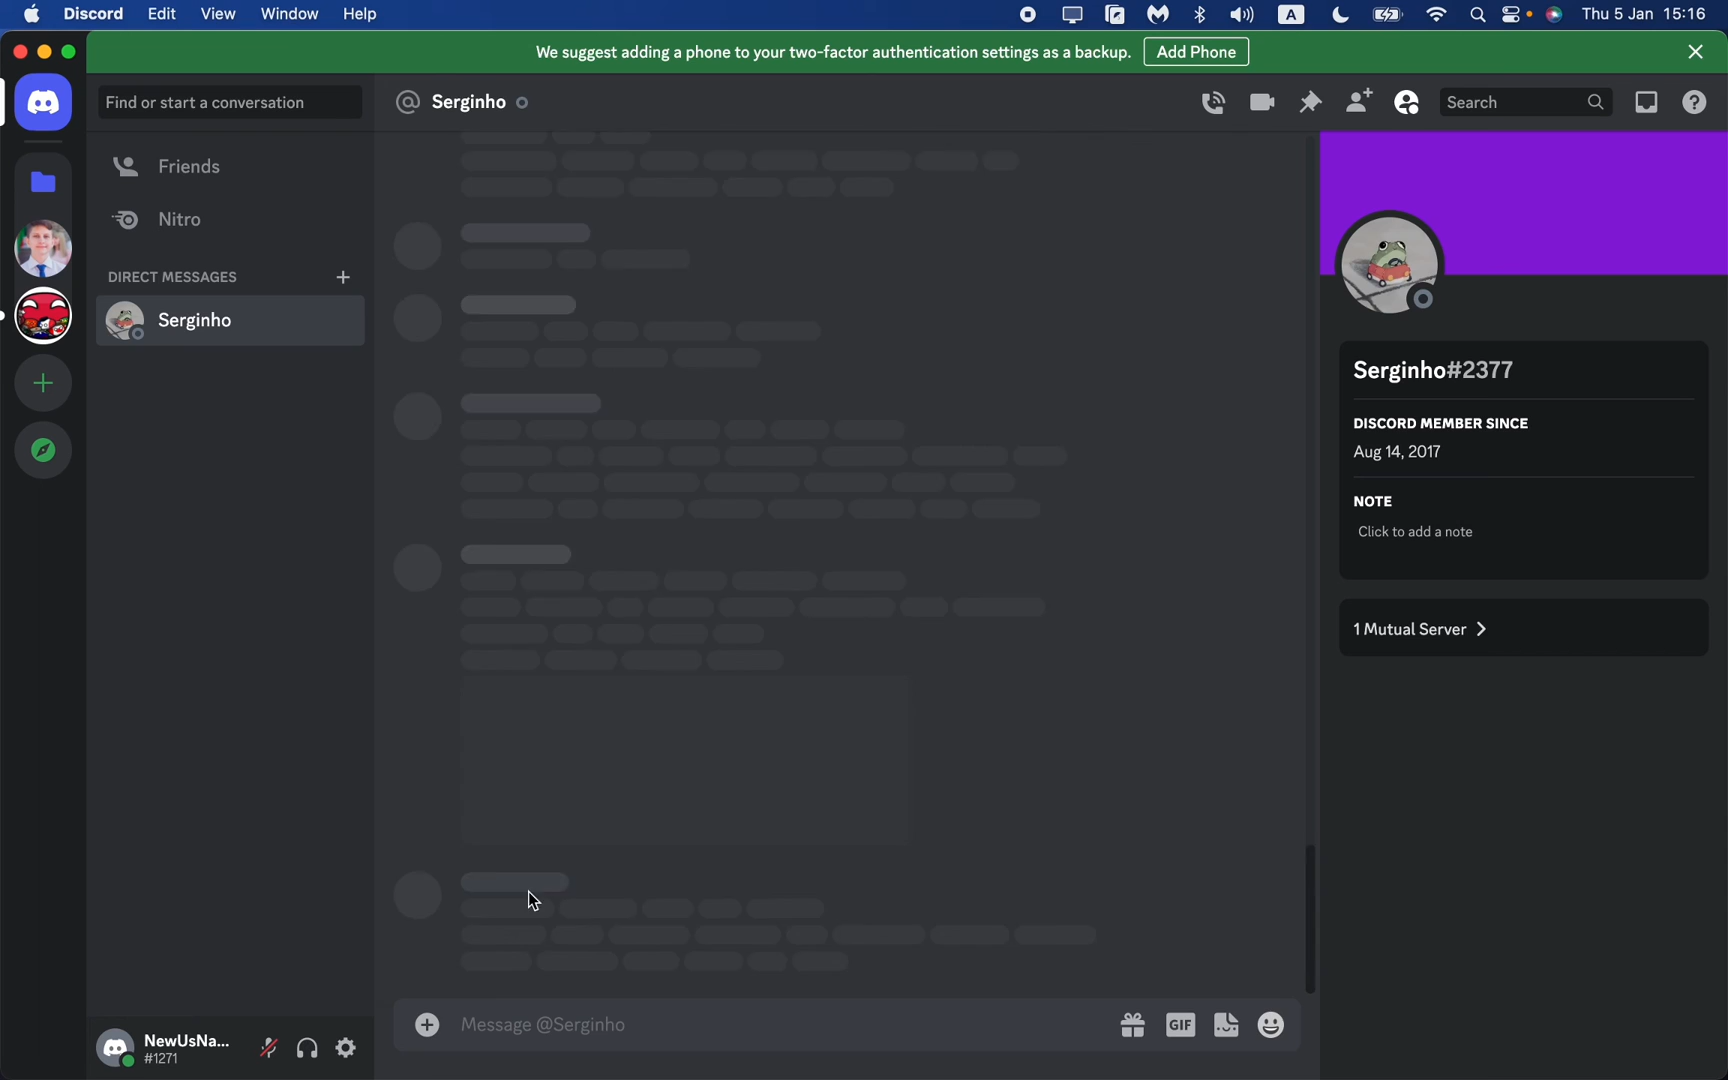 Discord Edit View Window Help A Thu 5 Jan 15:16
We suggest adding a phone to your two-factor authentication settings as a backup. Add Phone
Find or start a conversation
Serginho
Search
Friends
Nitro
DIRECT MESSAGES
Serginho
Serginho#2377
DISCORD MEMBER SINCE
Aug 14, 2017
NOTE
Click to add a note
1 Mutual Server
Message @Serginho
GIF
NewUsNa...
#1271